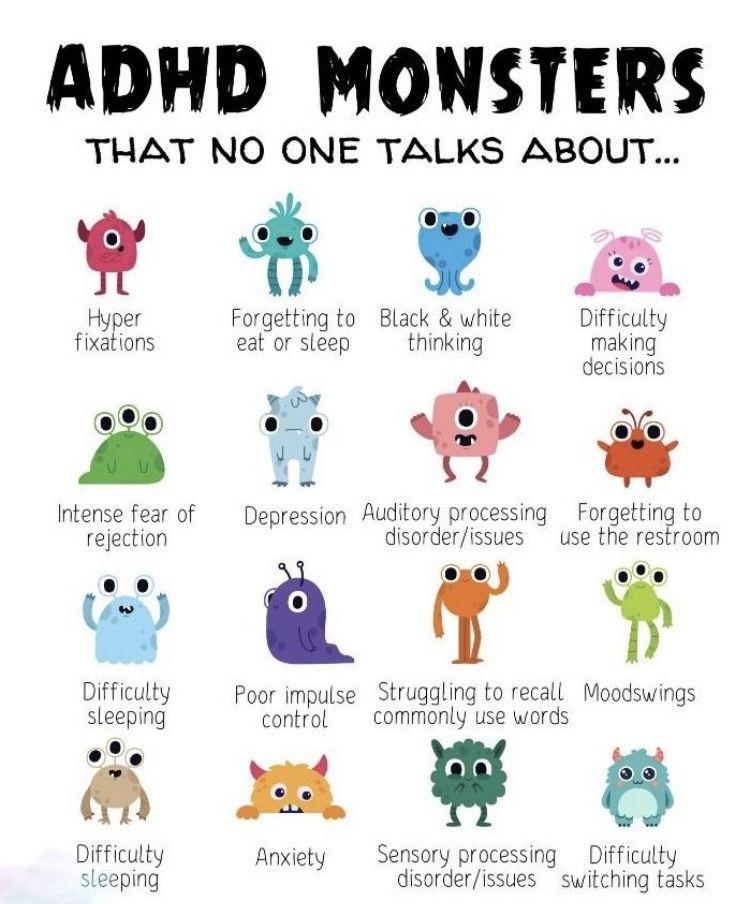 ADHD MONSTERS
THAT NO ONE TALKS ABOUT...
Hyper
fixations
Forgetting to
eat or sleep
Black & white
thinking
Difficulty
making
decisions
Intense fear of
rejection
Depression
Auditory processing
disorder/issues
Forgetting to
use the restroom
Difficulty
sleeping
Poor impulse
control
Struggling to recall
commonly use words
Moodswings
Difficulty
sleeping
Anxiety
Sensory processing
disorder/issues
Difficulty
switching tasks